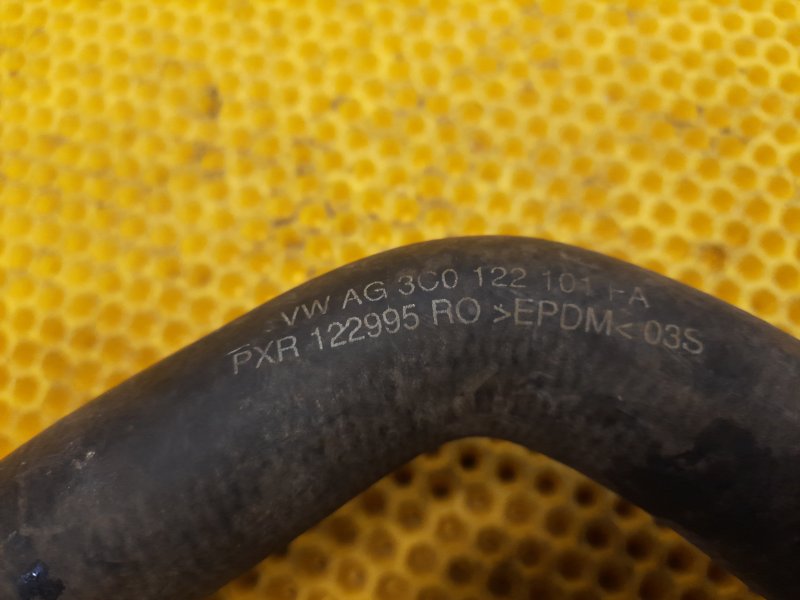 VW AG 3C0 122 101 FA
PXR 122995 RO >EPDM< 03S